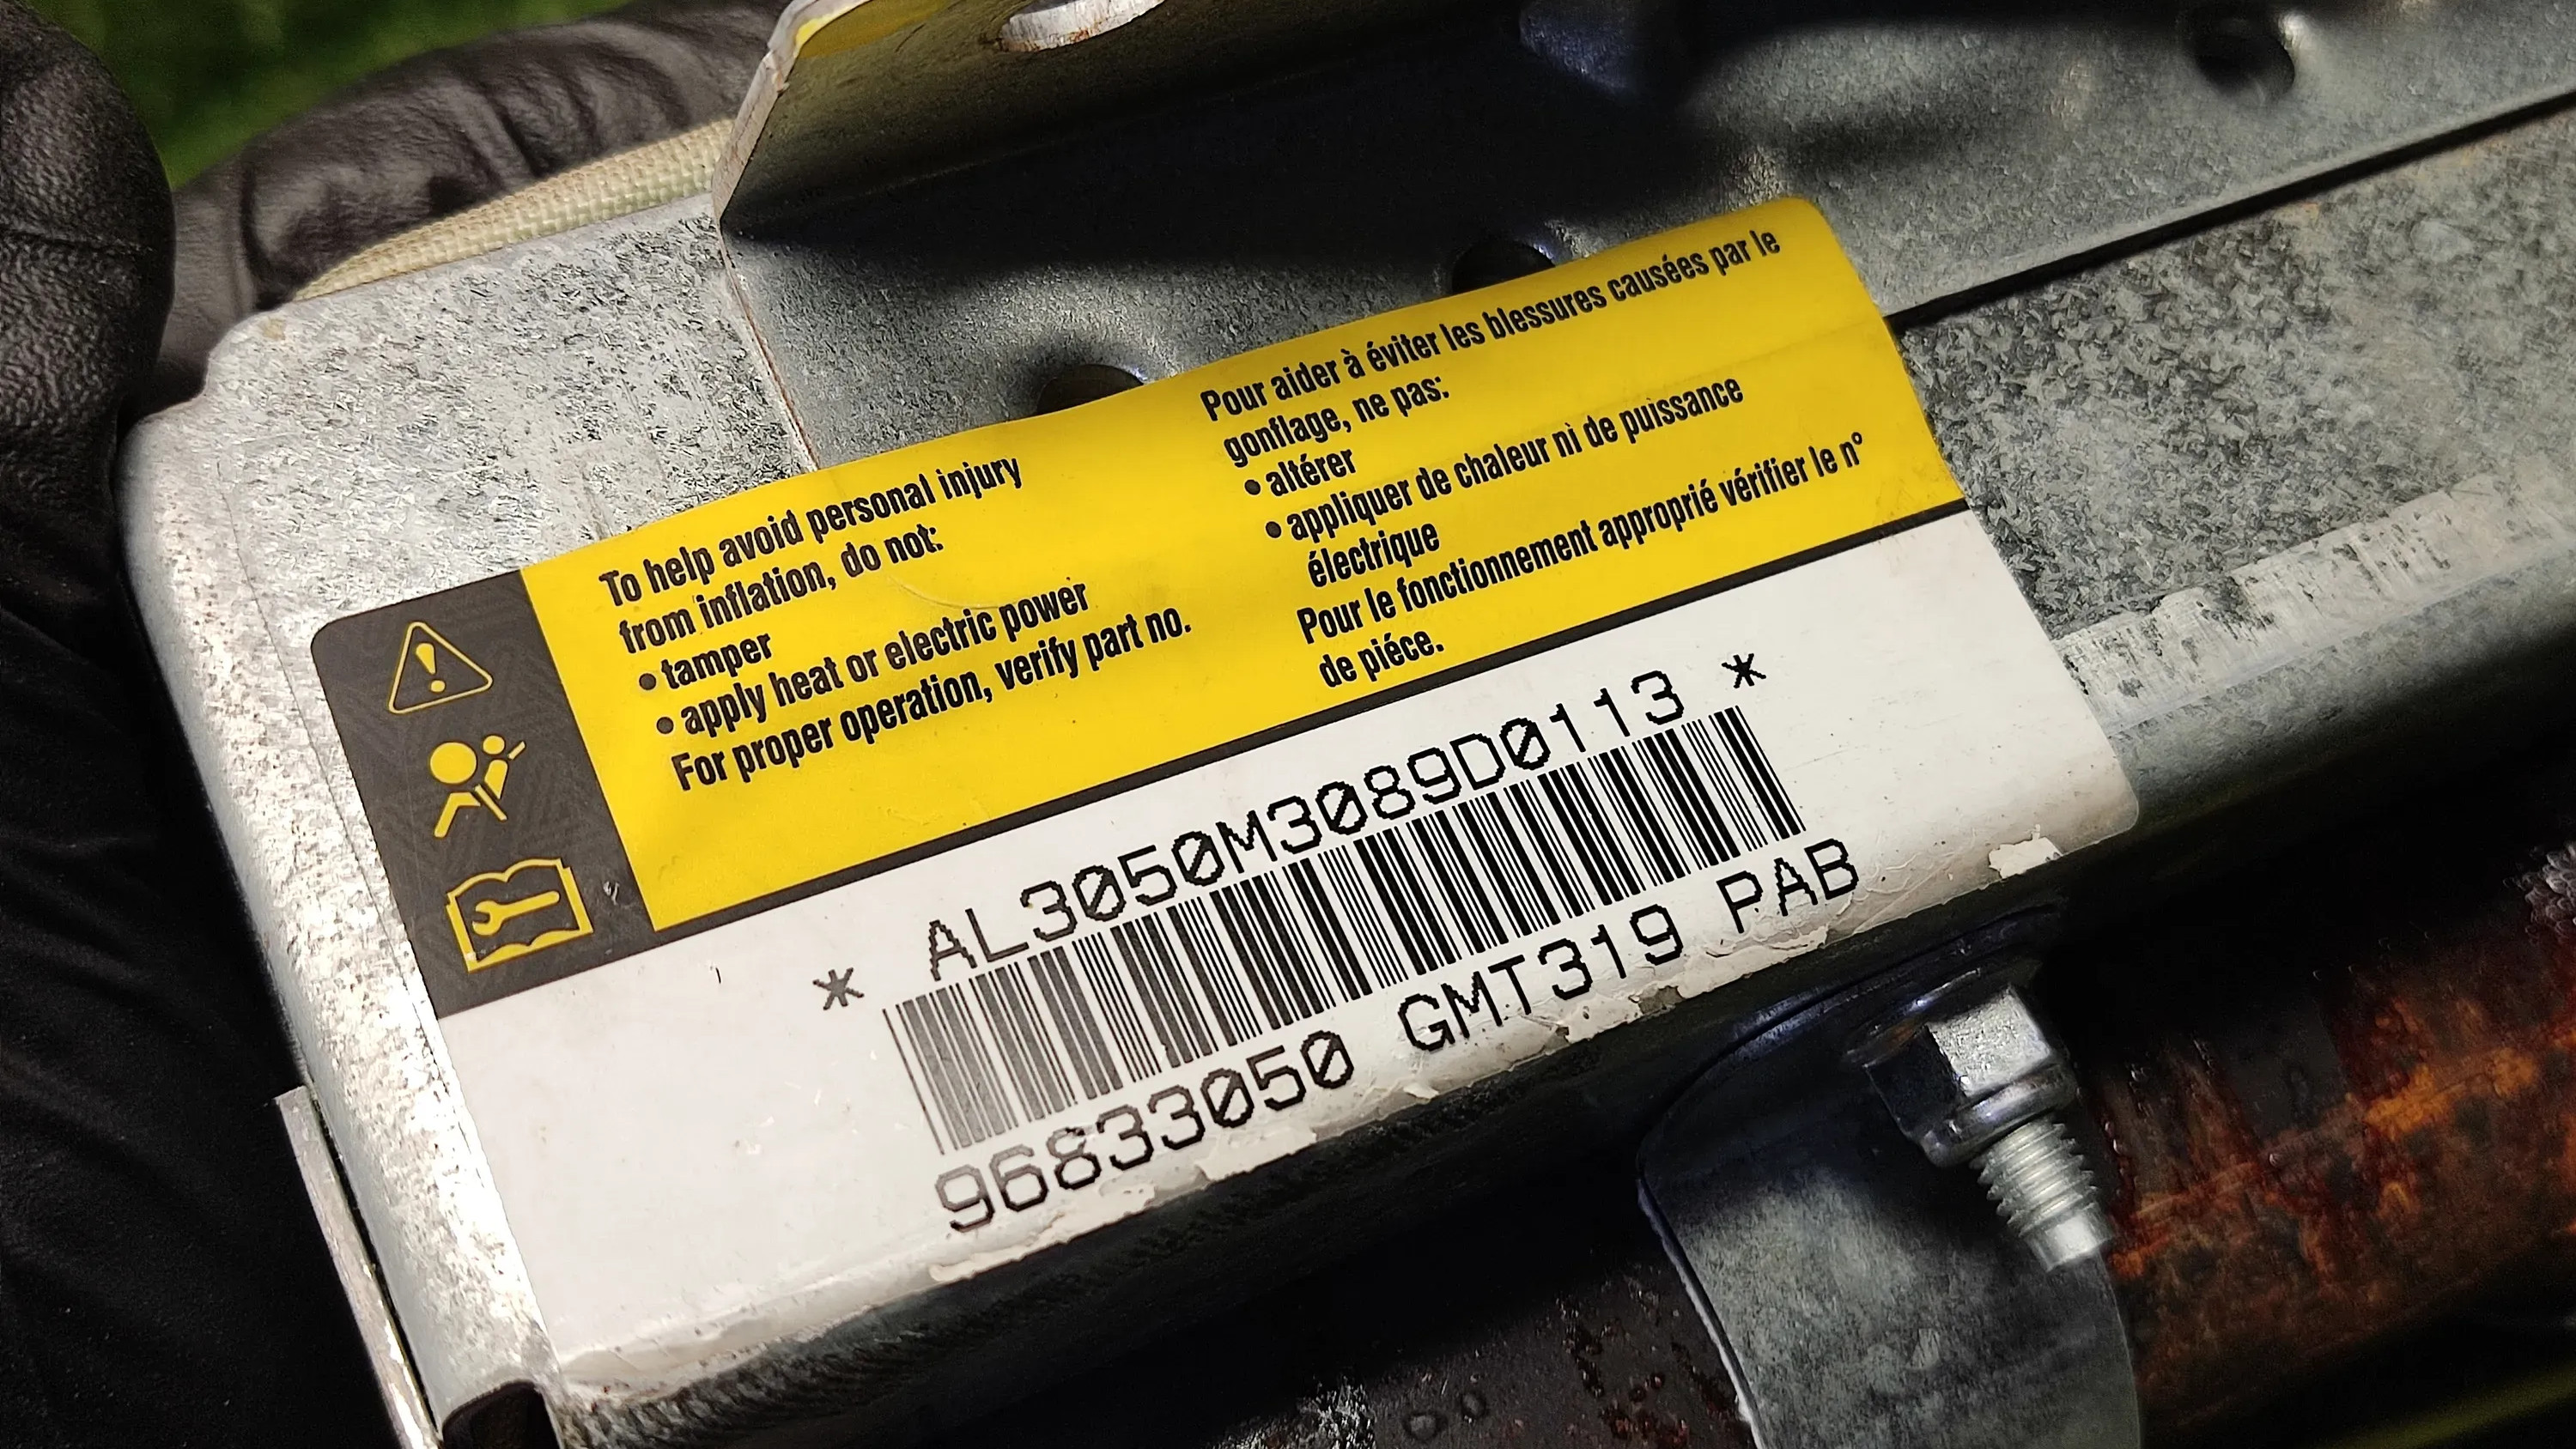 To help avoid personal injury
from inflation, do not:
• tamper
• apply heat or electric power
For proper operation, verify part no.
Pour aider à éviter les blessures causées par le
gonflage, ne pas:
• altérer
• appliquer de chaleur ni de puissance
électrique
Pour le fonctionnement approprié vérifier le n°
de piéce.
* AL3050M3089D0113 *
96833050 GMT319 PAB